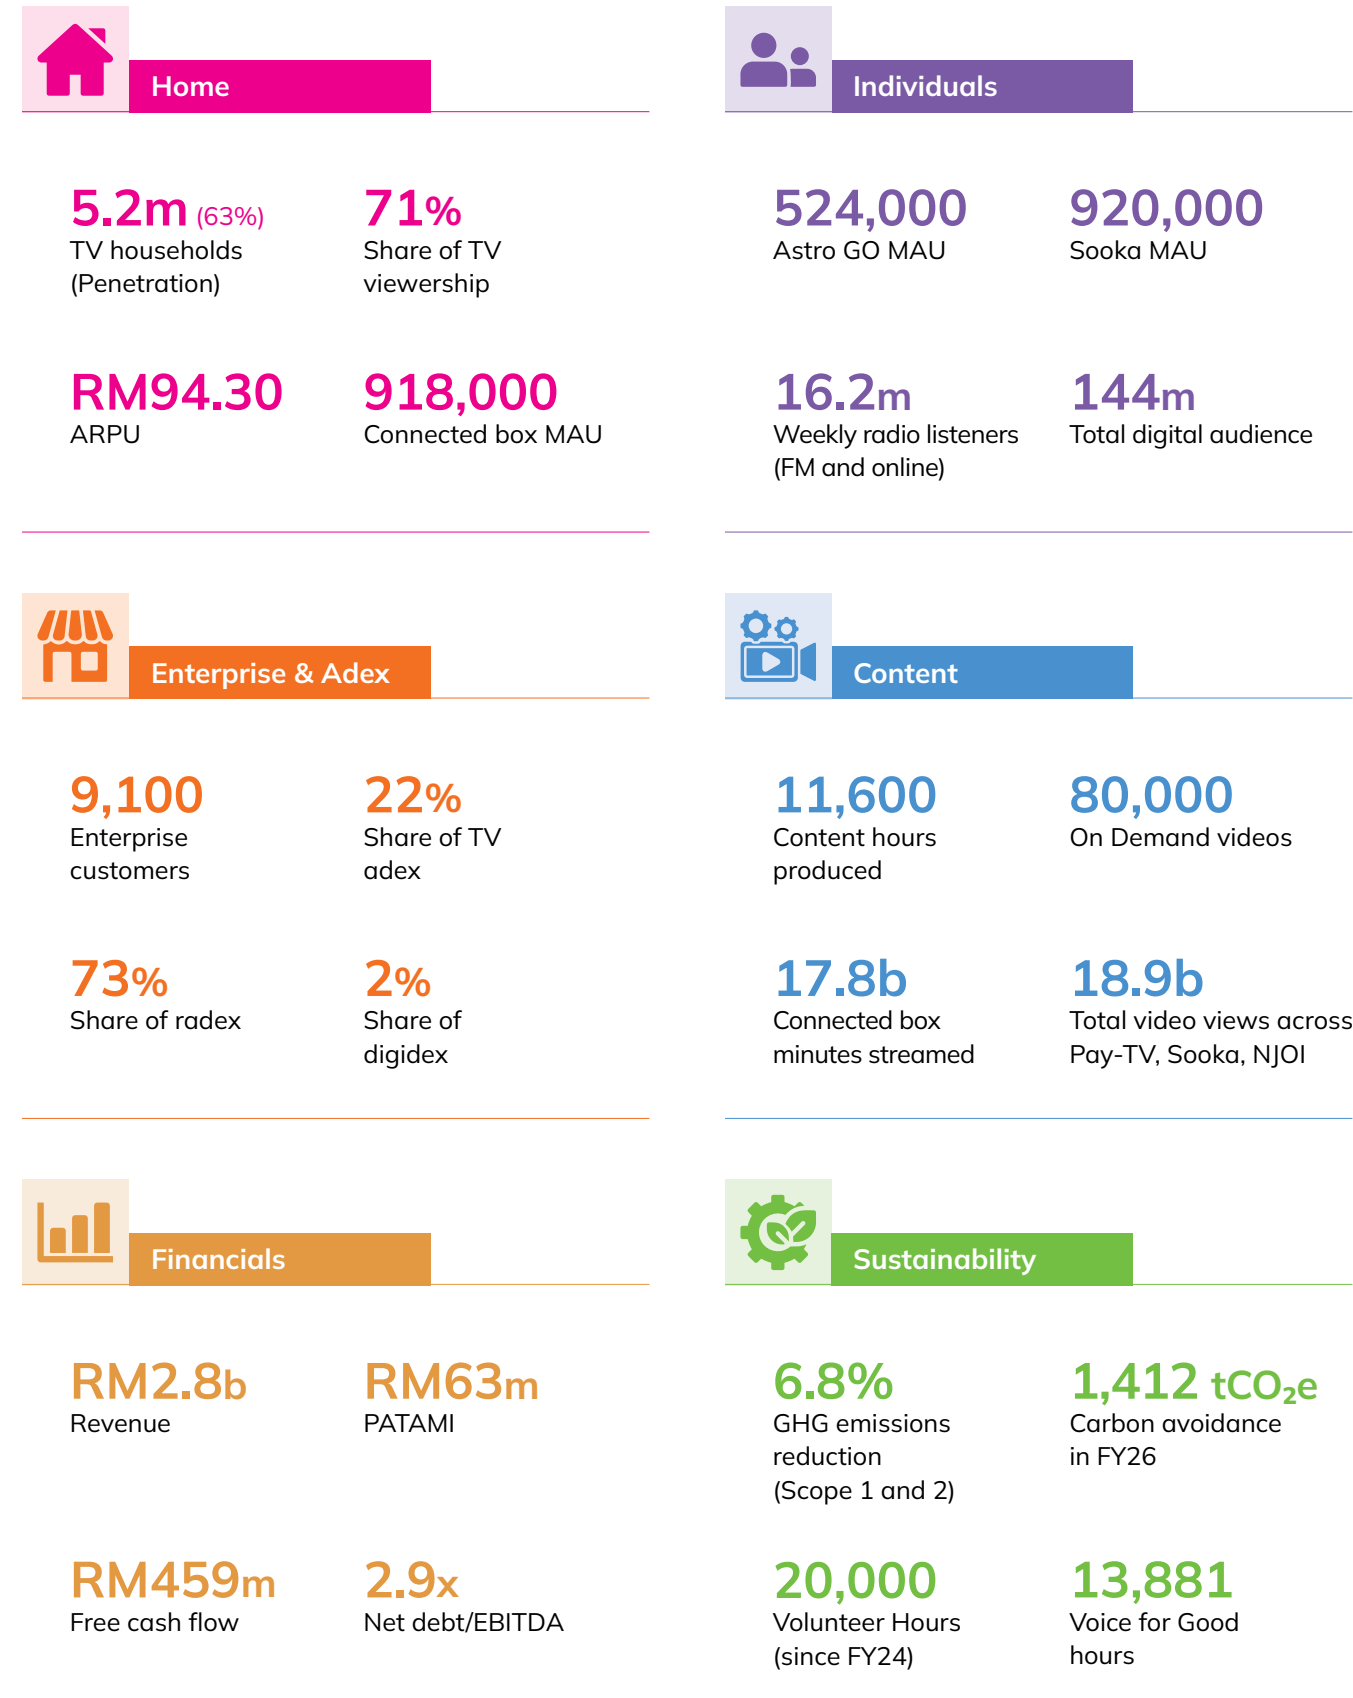 Home
5.2m (63%)
TV households
(Penetration)
71%
Share of TV
viewership
RM94.30
ARPU
918,000
Connected box MAU
Individuals
524,000
Astro GO MAU
920,000
Sooka MAU
16.2m
Weekly radio listeners
(FM and online)
144m
Total digital audience
Enterprise & Adex
9,100
Enterprise
customers
22%
Share of TV
adex
73%
Share of radex
2%
Share of
digidex
Content
11,600
Content hours
produced
80,000
On Demand videos
17.8b
Connected box
minutes streamed
18.9b
Total video views across
Pay-TV, Sooka, NJOI
Financials
RM2.8b
Revenue
RM63m
PATAMI
RM459m
Free cash flow
2.9x
Net debt/EBITDA
Sustainability
6.8%
GHG emissions
reduction
(Scope 1 and 2)
1,412 tCO₂e
Carbon avoidance
in FY26
20,000
Volunteer Hours
(since FY24)
13,881
Voice for Good
hours